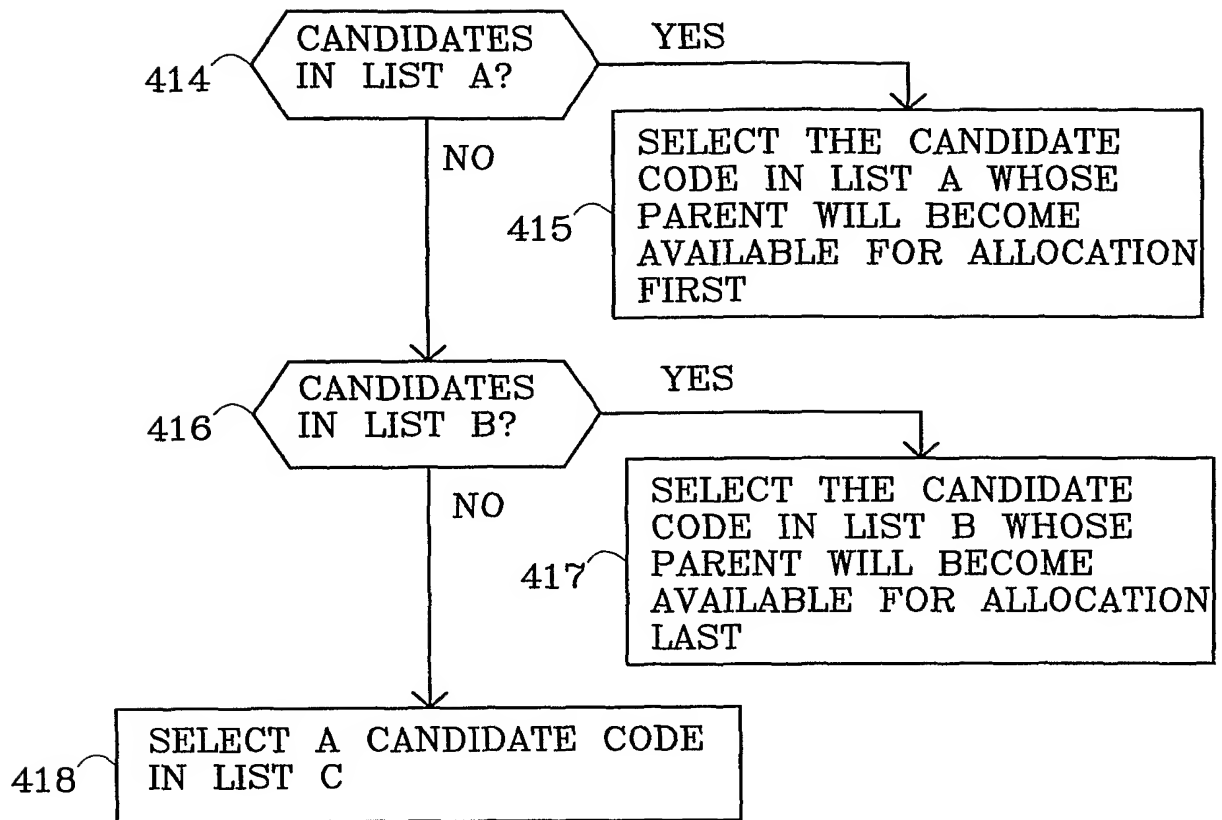 CANDIDATES
IN LIST A?
YES
414
NO
SELECT THE CANDIDATE
CODE IN LIST A WHOSE
PARENT WILL BECOME
AVAILABLE FOR ALLOCATION
FIRST
415
CANDIDATES
IN LIST B?
YES
416
NO
SELECT THE CANDIDATE
CODE IN LIST B WHOSE
PARENT WILL BECOME
AVAILABLE FOR ALLOCATION
LAST
417
SELECT A CANDIDATE CODE
IN LIST C
418